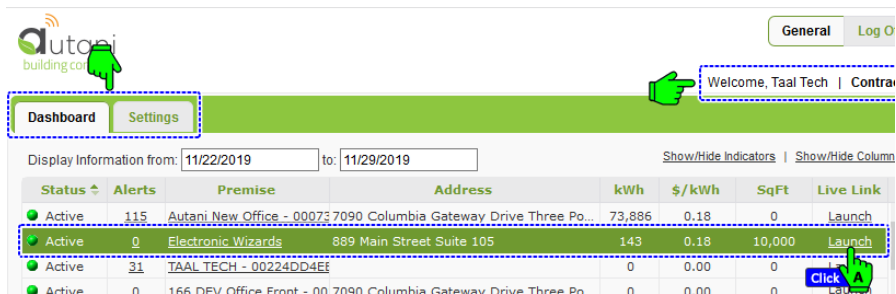 autani
building con
General Log O
Welcome, Taal Tech | Contrac
Dashboard Settings
Display Information from: 11/22/2019 to: 11/29/2019 Show/Hide Indicators | Show/Hide Column
Status Alerts Premise Address kWh $/kWh SqFt Live Link
Active 115 Autani New Office - 00073 7090 Columbia Gateway Drive Three Po... 73,886 0.18 0 Launch
Active 0 Electronic Wizards 889 Main Street Suite 105 143 0.18 10,000 Launch
Active 31 TAAL TECH - 00224DD4EE 0 0.00 0
Click A
Active 0 166 DEV Office Front - 00 7090 Columbia Gateway Drive Three Po 0 0.00 0 Launch